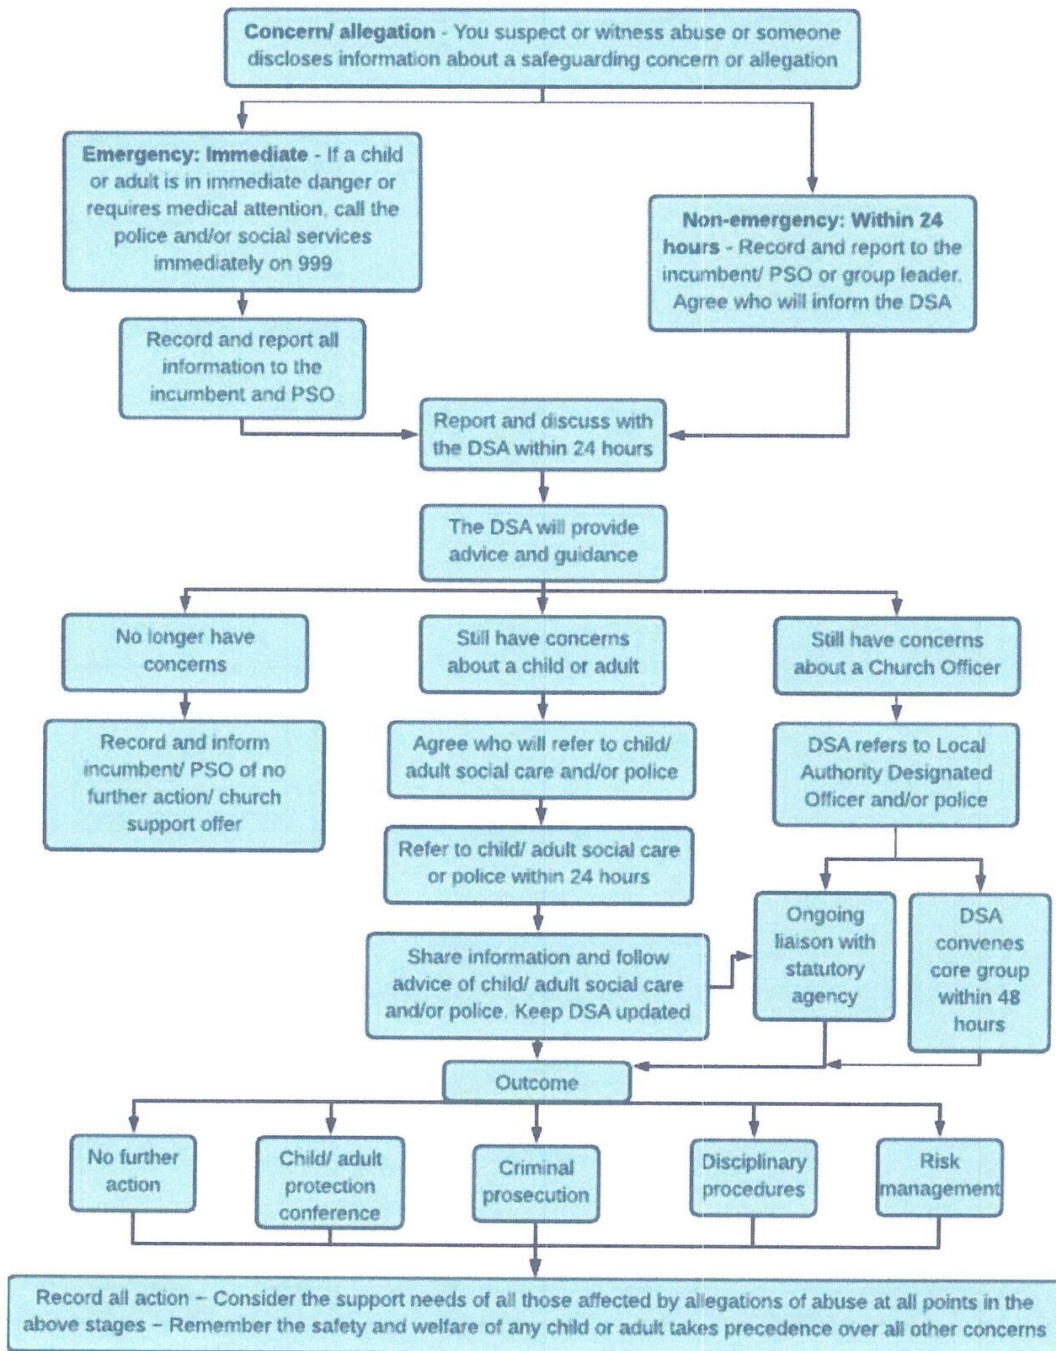 Concern/ allegation - You suspect or witness abuse or someone
discloses information about a safeguarding concern or allegation
Emergency: Immediate - If a child
or adult is in immediate danger or
requires medical attention, call the
police and/or social services
immediately on 999
Non-emergency: Within 24
hours - Record and report to the
incumbent/ PSO or group leader.
Agree who will inform the DSA
Record and report all
information to the
incumbent and PSO
Report and discuss with
the DSA within 24 hours
The DSA will provide
advice and guidance
No longer have
concerns
Still have concerns
about a child or adult
Still have concerns
about a Church Officer
Record and inform
incumbent/ PSO of no
further action/ church
support offer
Agree who will refer to child/
adult social care and/or police
DSA refers to Local
Authority Designated
Officer and/or police
Refer to child/ adult social care
or police within 24 hours
Share information and follow
advice of child/ adult social care
and/or police. Keep DSA updated
Ongoing
liaison with
statutory
agency
DSA
convenes
core group
within 48
hours
Outcome
No further
action
Child/ adult
protection
conference
Criminal
prosecution
Disciplinary
procedures
Risk
management
Record all action – Consider the support needs of all those affected by allegations of abuse at all points in the
above stages – Remember the safety and welfare of any child or adult takes precedence over all other concerns